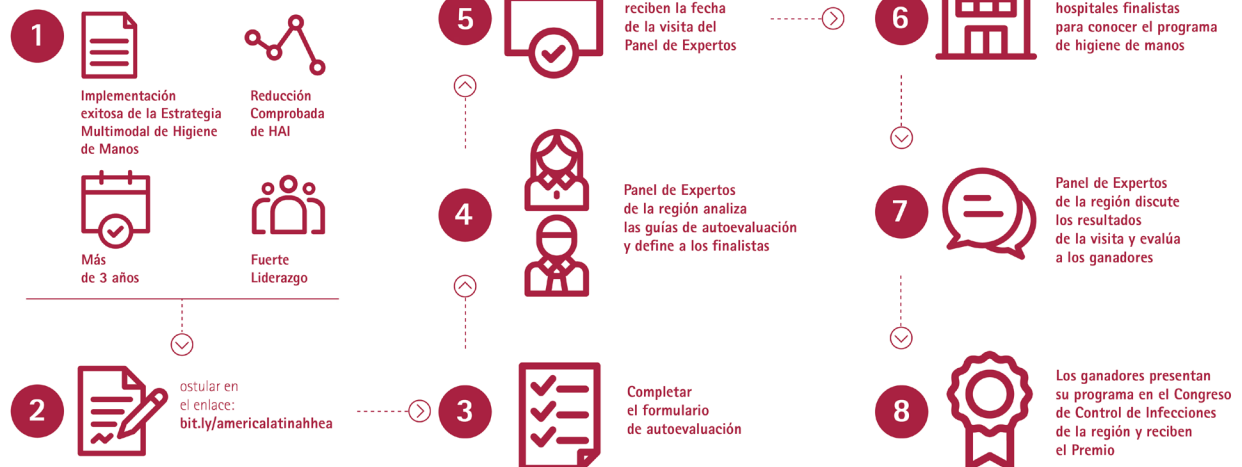 1
Implementación
exitosa de la Estrategia
Multimodal de Higiene
de Manos
Reducción
Comprobada
de HAI
Más
de 3 años
Fuerte
Liderazgo
2
ostular en
el enlace:
bit.ly/americalatinahhea
3
Completar
el formulario
de autoevaluación
4
Panel de Expertos
de la región analiza
las guías de autoevaluación
y define a los finalistas
5
reciben la fecha
de la visita del
Panel de Expertos
6
hospitales finalistas
para conocer el programa
de higiene de manos
7
Panel de Expertos
de la región discute
los resultados
de la visita y evalúa
a los ganadores
8
Los ganadores presentan
su programa en el Congreso
de Control de Infecciones
de la región y reciben
el Premio